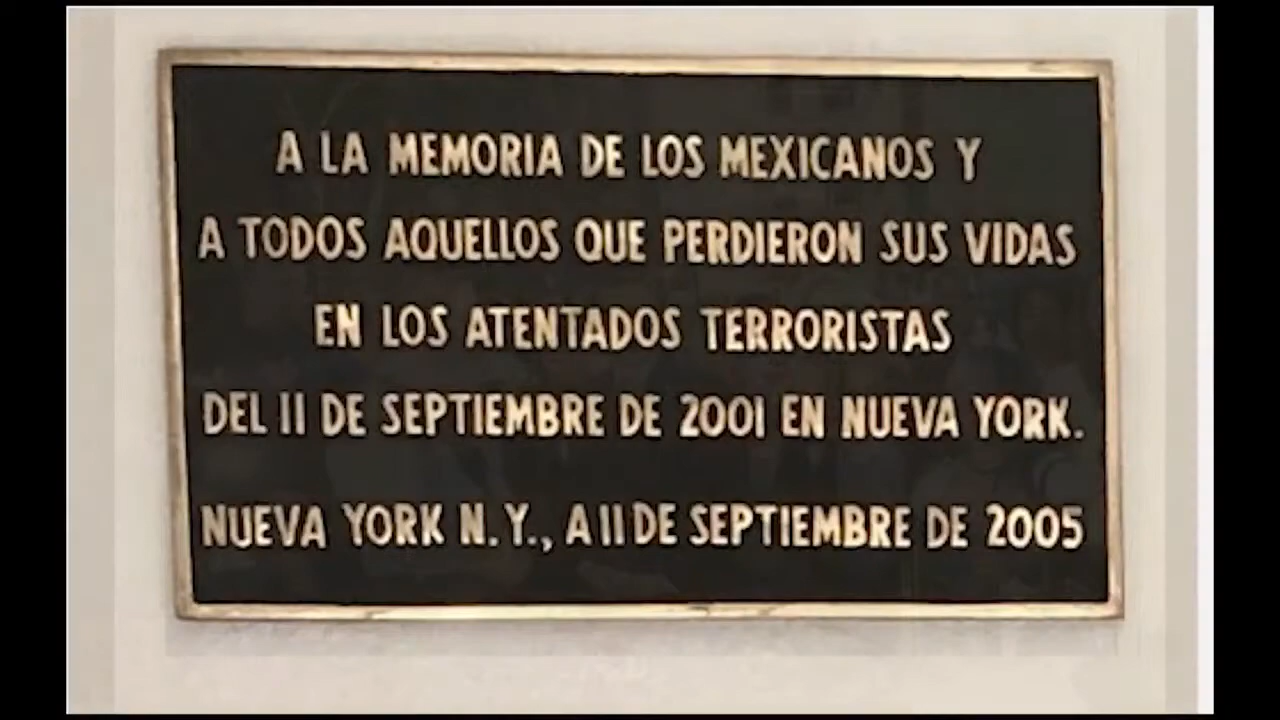 A LA MEMORIA DE LOS MEXICANOS Y
A TODOS AQUELLOS QUE PERDIERON SUS VIDAS
EN LOS ATENTADOS TERRORISTAS
DEL 11 DE SEPTIEMBRE DE 2001 EN NUEVA YORK.
NUEVA YORK N.Y., A 11 DE SEPTIEMBRE DE 2005